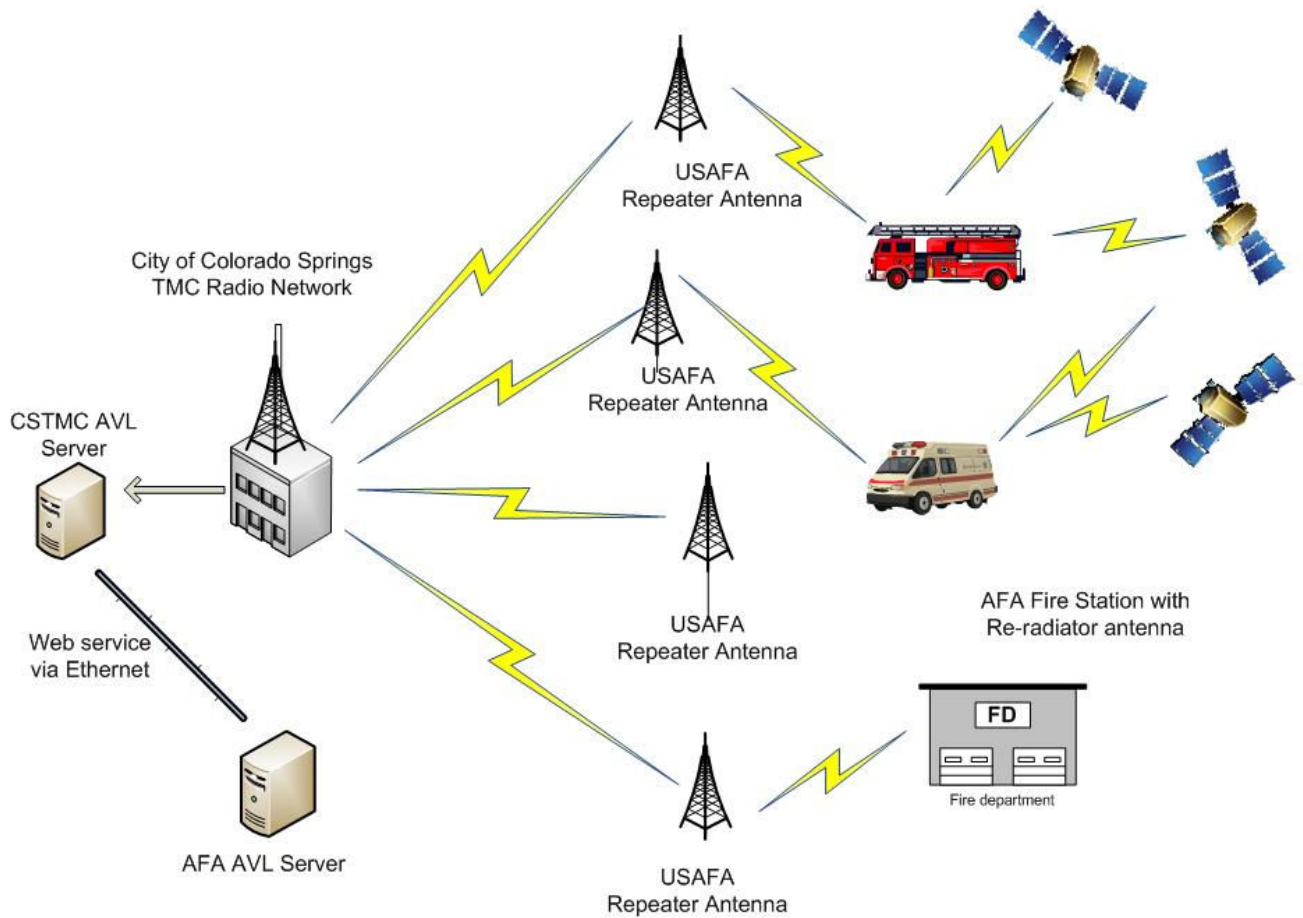 USAFA
Repeater Antenna
City of Colorado Springs
TMC Radio Network
USAFA
Repeater Antenna
CSTMC AVL
Server
AFA Fire Station with
Re-radiator antenna
USAFA
Repeater Antenna
Web service
via Ethernet
FD
Fire department
AFA AVL Server
USAFA
Repeater Antenna